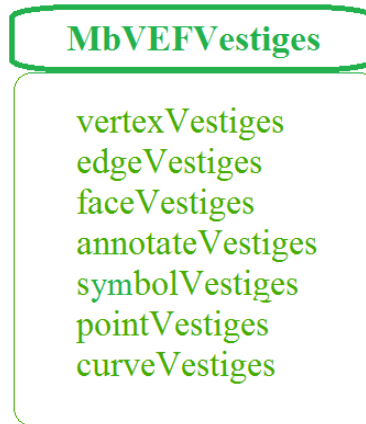 MbVEFVestiges
vertexVestiges
edgeVestiges
faceVestiges
annotateVestiges
symbolVestiges
pointVestiges
curveVestiges